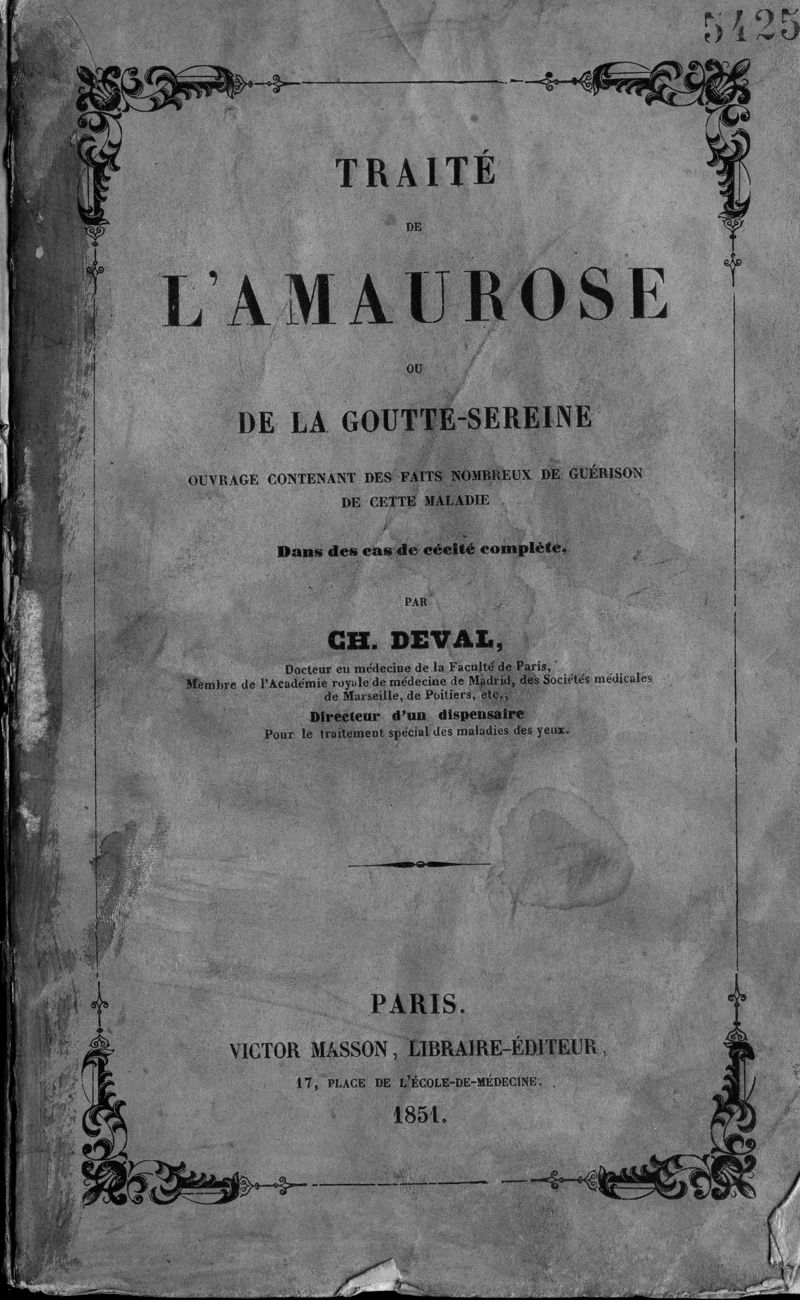 5425
TRAITÉ
DE
L'AMAUROSE
OU
DE LA GOUTTE-SEREINE
OUVRAGE CONTENANT DES FAITS NOMBREUX DE GUÉRISON
DE CETTE MALADIE
Dans des cas de cécité complète,
PAR
CH. DEVAL,
Docteur en médecine de la Faculté de Paris,
Membre de l'Académie royale de médecine de Madrid, des Sociétés médicales
de Marseille, de Poitiers, etc.,
Directeur d'un dispensaire
Pour le traitement spécial des maladies des yeux.
PARIS.
VICTOR MASSON, LIBRAIRE-ÉDITEUR,
17, PLACE DE L'ÉCOLE-DE-MÉDECINE.
1851.